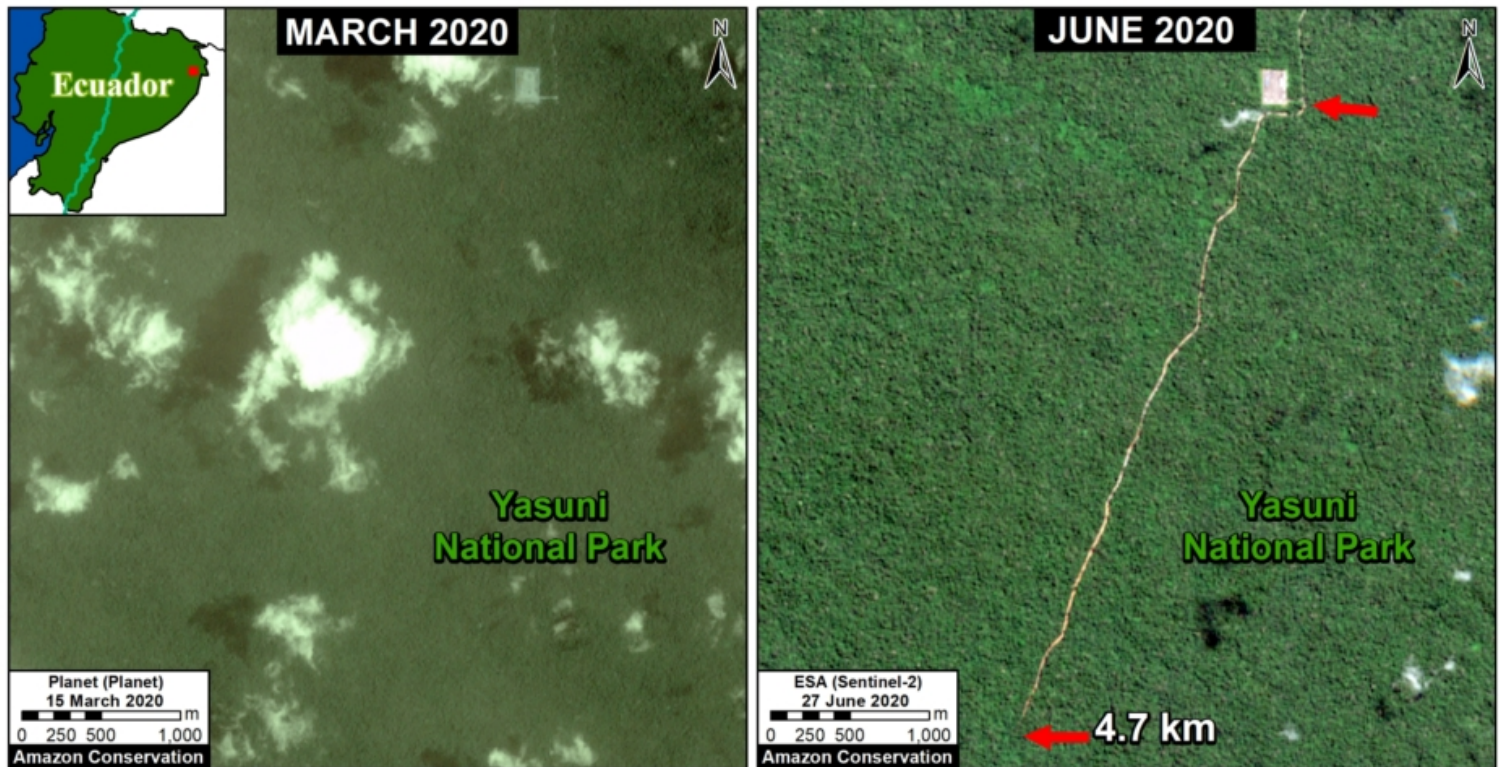 MARCH 2020
N
Ecuador
Yasuni
National Park
Planet (Planet)
15 March 2020
m
0 250 500 1,000
Amazon Conservation
JUNE 2020
N
Yasuni
National Park
4.7 km
ESA (Sentinel-2)
27 June 2020
m
0 250 500 1,000
Amazon Conservation